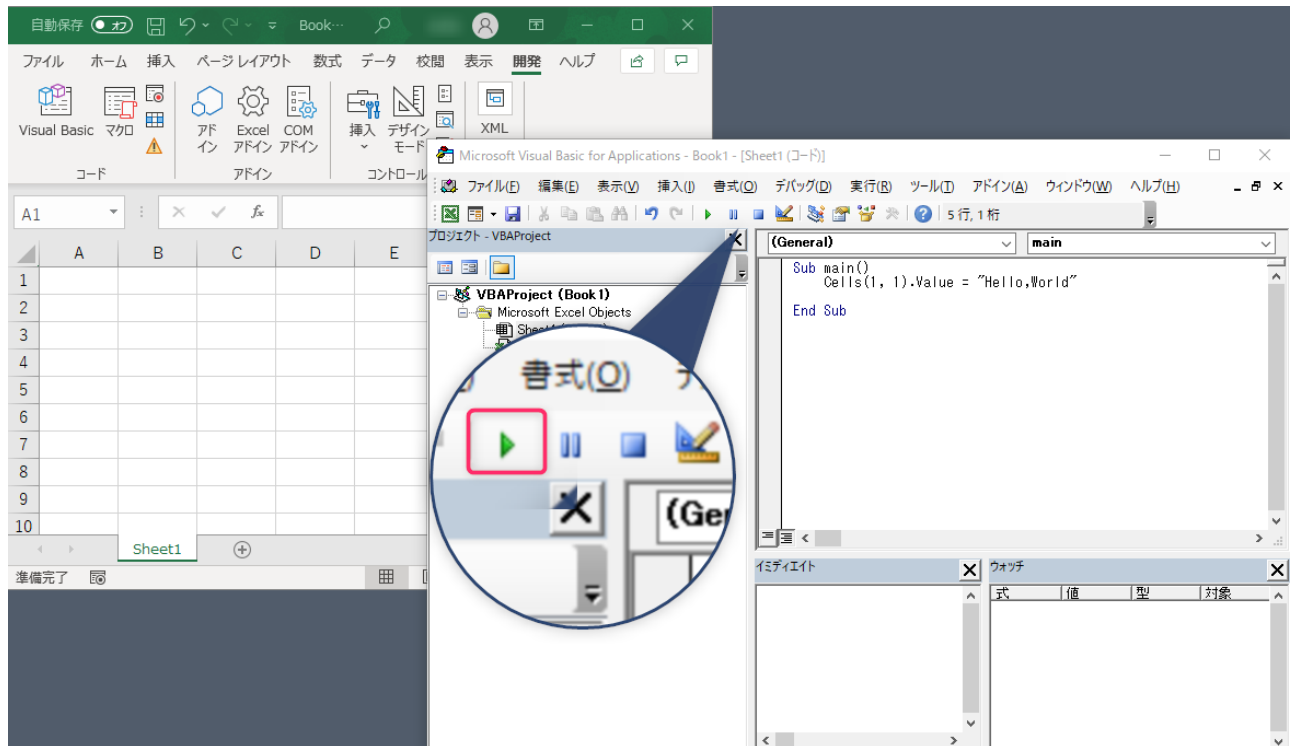 自動保存 オフ Book…
ファイル ホーム 挿入 ページ レイアウト 数式 データ 校閲 表示 開発 ヘルプ
Visual Basic マクロ
アドイン
Excel アドイン
COM アドイン
挿入
デザイン モード
XML
コード アドイン コントロール
A1 fx
A B C D E
1
2
3
4
5
6
7
8
9
10
Sheet1
準備完了
Microsoft Visual Basic for Applications - Book1 - [Sheet1 (コード)]
ファイル(F) 編集(E) 表示(V) 挿入(I) 書式(O) デバッグ(D) 実行(R) ツール(T) アドイン(A) ウィンドウ(W) ヘルプ(H)
5 行, 1 桁
プロジェクト - VBAProject
VBAProject (Book1)
Microsoft Excel Objects
書式(O)
(Gen
(General) main
Sub main()
Cells(1, 1).Value = "Hello,World"
End Sub
イミディエイト
ウォッチ
式 値 型 対象